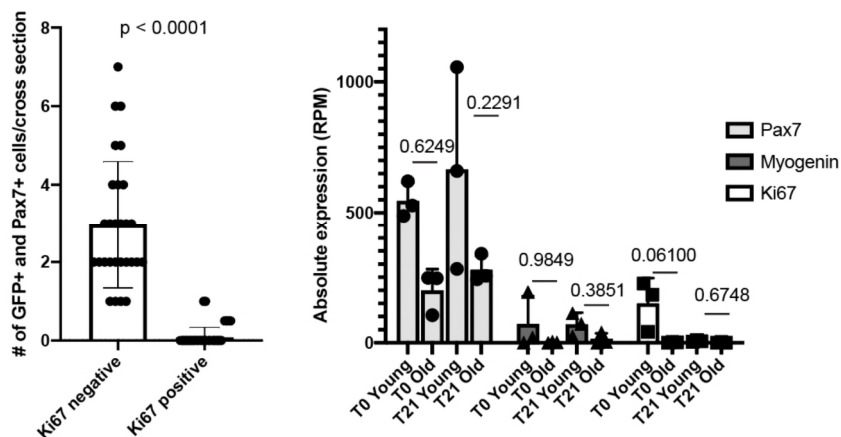 # of GFP+ and Pax7+ cells/cross section
8
6
4
2
0
p < 0.0001
Ki67 negative
Ki67 positive
Absolute expression (RPM)
1000
500
0
0.6249
0.2291
0.9849
0.3851
0.06100
0.6748
T0 Young
T0 Old
T21 Young
T21 Old
T0 Young
T0 Old
T21 Young
T21 Old
T0 Young
T0 Old
T21 Young
T21 Old
Pax7
Myogenin
Ki67